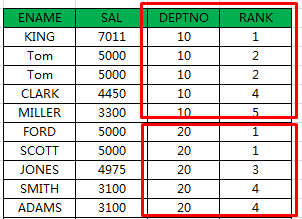 ENAME SAL DEPTNO RANK
KING 7011 10 1
Tom 5000 10 2
Tom 5000 10 2
CLARK 4450 10 4
MILLER 3300 10 5
FORD 5000 20 1
SCOTT 5000 20 1
JONES 4975 20 3
SMITH 3100 20 4
ADAMS 3100 20 4